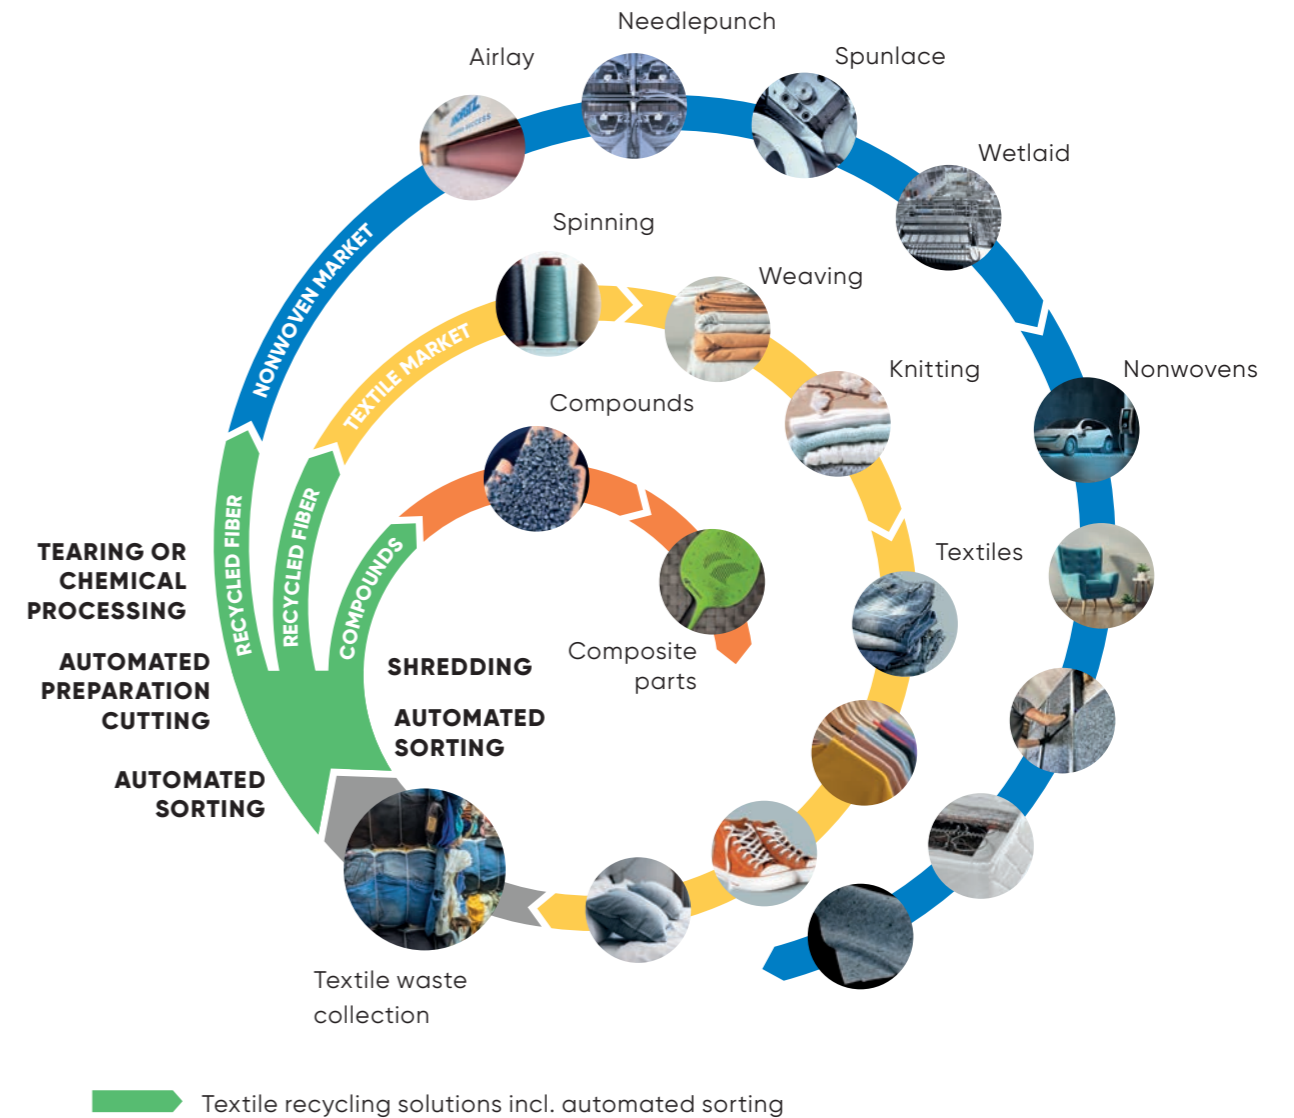 Needlepunch
Airlay
Spunlace
Wetlaid
Spinning
Weaving
Knitting
Compounds
Nonwovens
Textiles
Composite
parts
NONWOVEN MARKET
TEXTILE MARKET
RECYCLED FIBER
RECYCLED FIBER
COMPOUNDS
TEARING OR
CHEMICAL
PROCESSING
AUTOMATED
PREPARATION
CUTTING
AUTOMATED
SORTING
SHREDDING
AUTOMATED
SORTING
Textile waste
collection
Textile recycling solutions incl. automated sorting